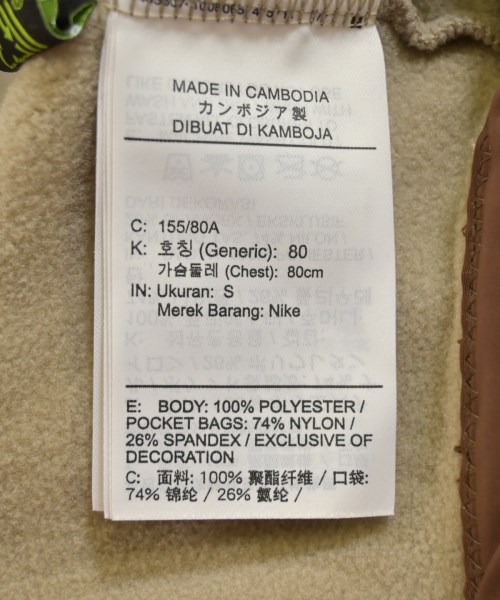 MADE IN CAMBODIA
カンボジア製
DIBUAT DI KAMBOJA
C: 155/80A
K: 호칭 (Generic): 80
가슴둘레 (Chest): 80cm
IN: Ukuran: S
Merek Barang: Nike
E: BODY: 100% POLYESTER /
POCKET BAGS: 74% NYLON /
26% SPANDEX / EXCLUSIVE OF
DECORATION
C: 面料: 100% 聚酯纤维 / 口袋:
74% 锦纶 / 26% 氨纶 /